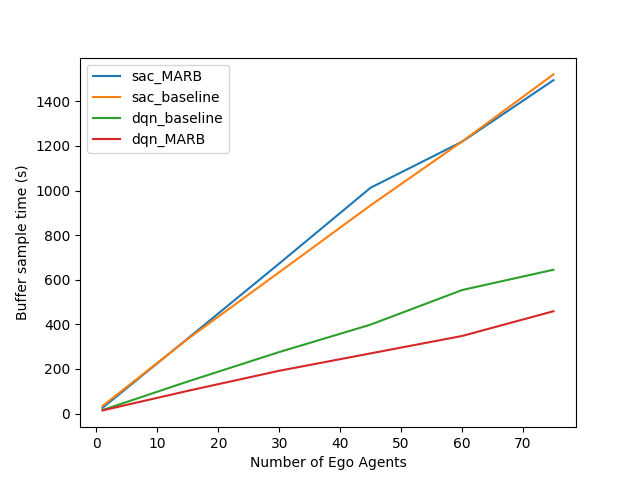 sac_MARB
sac_baseline
dqn_baseline
dqn_MARB
1400
1200
1000
800
600
400
200
0
Buffer sample time (s)
0 10 20 30 40 50 60 70
Number of Ego Agents